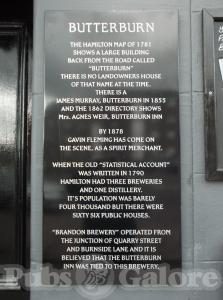 BUTTERBURN
THE HAMILTON MAP OF 1781
SHOWS A LARGE BUILDING
BACK FROM THE ROAD CALLED
"BUTTERBURN"
THERE IS NO LANDOWNERS HOUSE
OF THAT NAME AT THE TIME.
THERE IS A
JAMES MURRAY, BUTTERBURN IN 1855
AND THE 1862 DIRECTORY SHOWS
Mrs. AGNES WEIR, BUTTERBURN INN
BY 1878
GAVIN FLEMING HAS COME ON
THE SCENE, AS A SPIRIT MERCHANT.
WHEN THE OLD "STATISTICAL ACCOUNT"
WAS WRITTEN IN 1790
HAMILTON HAD THREE BREWERIES
AND ONE DISTILLERY.
IT'S POPULATION WAS BARELY
FOUR THOUSAND BUT THERE WERE
SIXTY SIX PUBLIC HOUSES.
"BRANDON BREWERY" OPERATED FROM
THE JUNCTION OF QUARRY STREET
AND BURNSIDE LANE AND IT IS
BELIEVED THAT THE BUTTERBURN
INN WAS TIED TO THIS BREWERY.
Pubs Galore